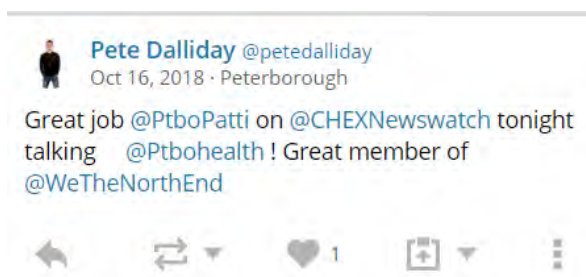 Pete Dalliday @petedalliday
Oct 16, 2018 · Peterborough
Great job @PtboPatti on @CHEXNewswatch tonight
talking @Ptbohealth ! Great member of
@WeTheNorthEnd
1